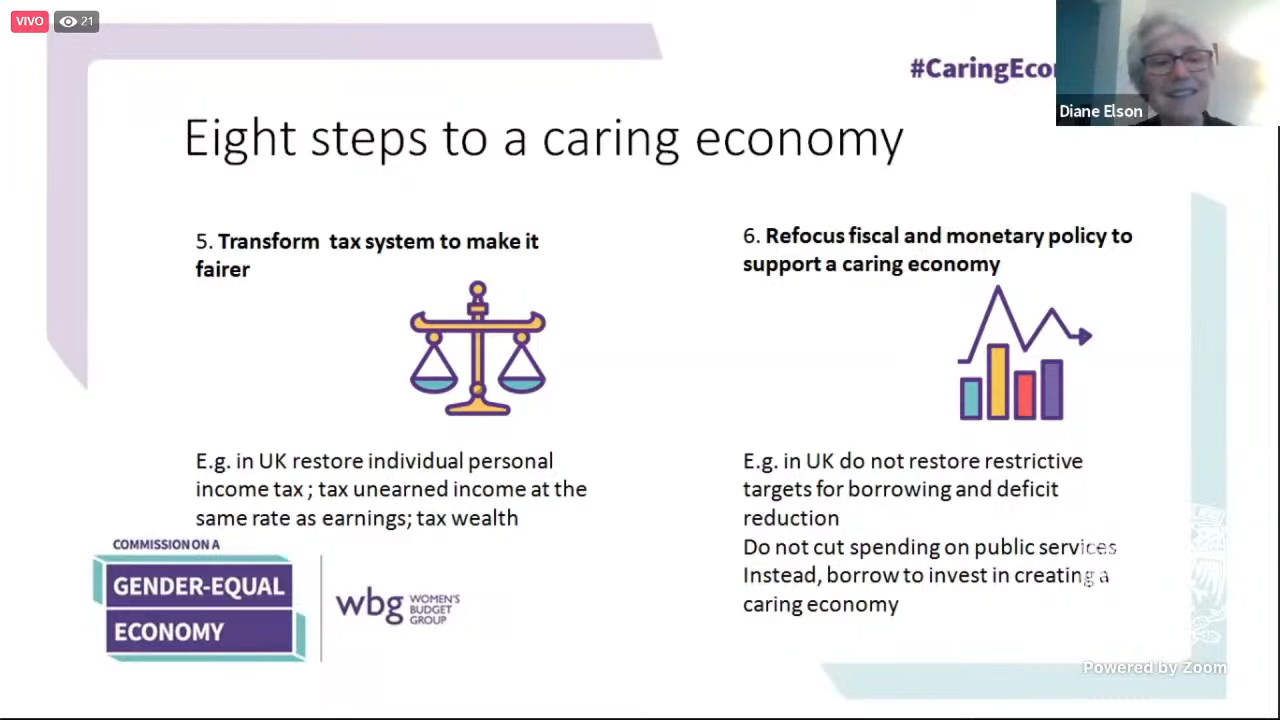 VIVO
21
#CaringEco
Diane Elson
Eight steps to a caring economy
5. Transform tax system to make it
fairer
E.g. in UK restore individual personal
income tax ; tax unearned income at the
same rate as earnings; tax wealth
6. Refocus fiscal and monetary policy to
support a caring economy
E.g. in UK do not restore restrictive
targets for borrowing and deficit
reduction
Do not cut spending on public services
Instead, borrow to invest in creating a
caring economy
COMMISSION ON A
GENDER-EQUAL
ECONOMY
wbg
WOMEN'S
BUDGET
GROUP
Powered by Zoom